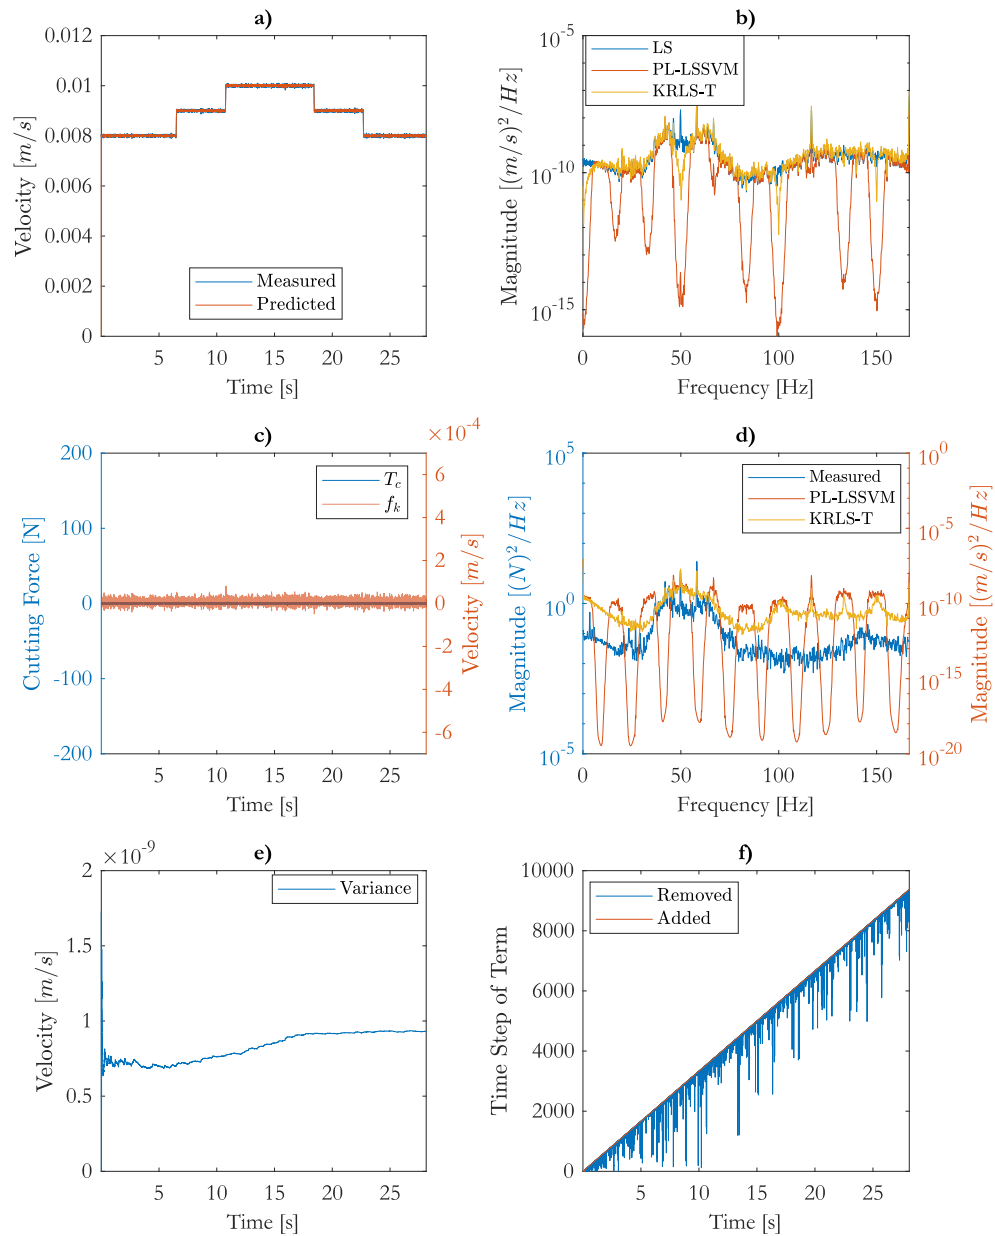 a)
0.012
0.01
0.008
0.006
0.004
0.002
0
Velocity [m/s]
Measured
Predicted
5 10 15 20 25
Time [s]
b)
10^-5
10^-10
10^-15
Magnitude [(m/s)^2/Hz]
LS
PL-LSSVM
KRLS-T
0 50 100 150
Frequency [Hz]
c)
×10^-4
200
100
0
-100
-200
Cutting Force [N]
T_c
f_k
6
4
2
0
-2
-4
-6
Velocity [m/s]
5 10 15 20 25
Time [s]
d)
10^5
10^0
10^-5
Magnitude [(N)^2/Hz]
Measured
PL-LSSVM
KRLS-T
10^0
10^-5
10^-10
10^-15
10^-20
Magnitude [(m/s)^2/Hz]
0 50 100 150
Frequency [Hz]
e)
×10^-9
2
1.5
1
0.5
0
Velocity [m/s]
Variance
5 10 15 20 25
Time [s]
f)
10000
8000
6000
4000
2000
0
Time Step of Term
Removed
Added
5 10 15 20 25
Time [s]